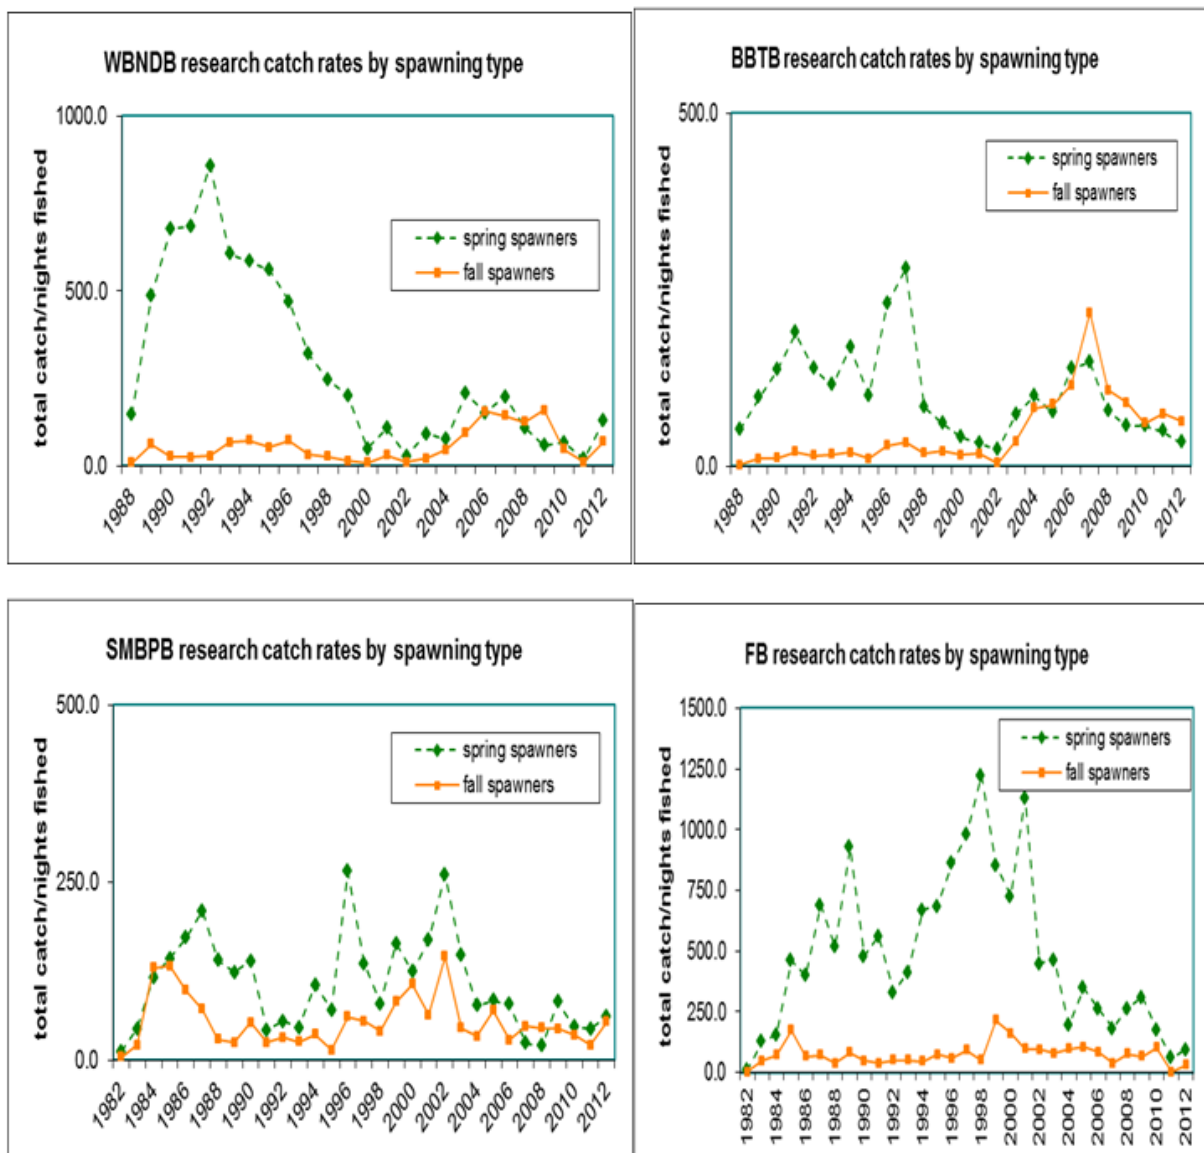 WBNDB research catch rates by spawning type
total catch/nights fished
1000.0
500.0
0.0
spring spawners
fall spawners
1988 1990 1992 1994 1996 1998 2000 2002 2004 2006 2008 2010 2012
BBTB research catch rates by spawning type
total catch/nights fished
500.0
0.0
spring spawners
fall spawners
1988 1990 1992 1994 1996 1998 2000 2002 2004 2006 2008 2010 2012
SMBPB research catch rates by spawning type
total catch/nights fished
500.0
250.0
0.0
spring spawners
fall spawners
1982 1984 1986 1988 1990 1992 1994 1996 1998 2000 2002 2004 2006 2008 2010 2012
FB research catch rates by spawning type
total catch/nights fished
1500.0
1250.0
1000.0
750.0
500.0
250.0
0.0
spring spawners
fall spawners
1982 1984 1986 1988 1990 1992 1994 1996 1998 2000 2002 2004 2006 2008 2010 2012